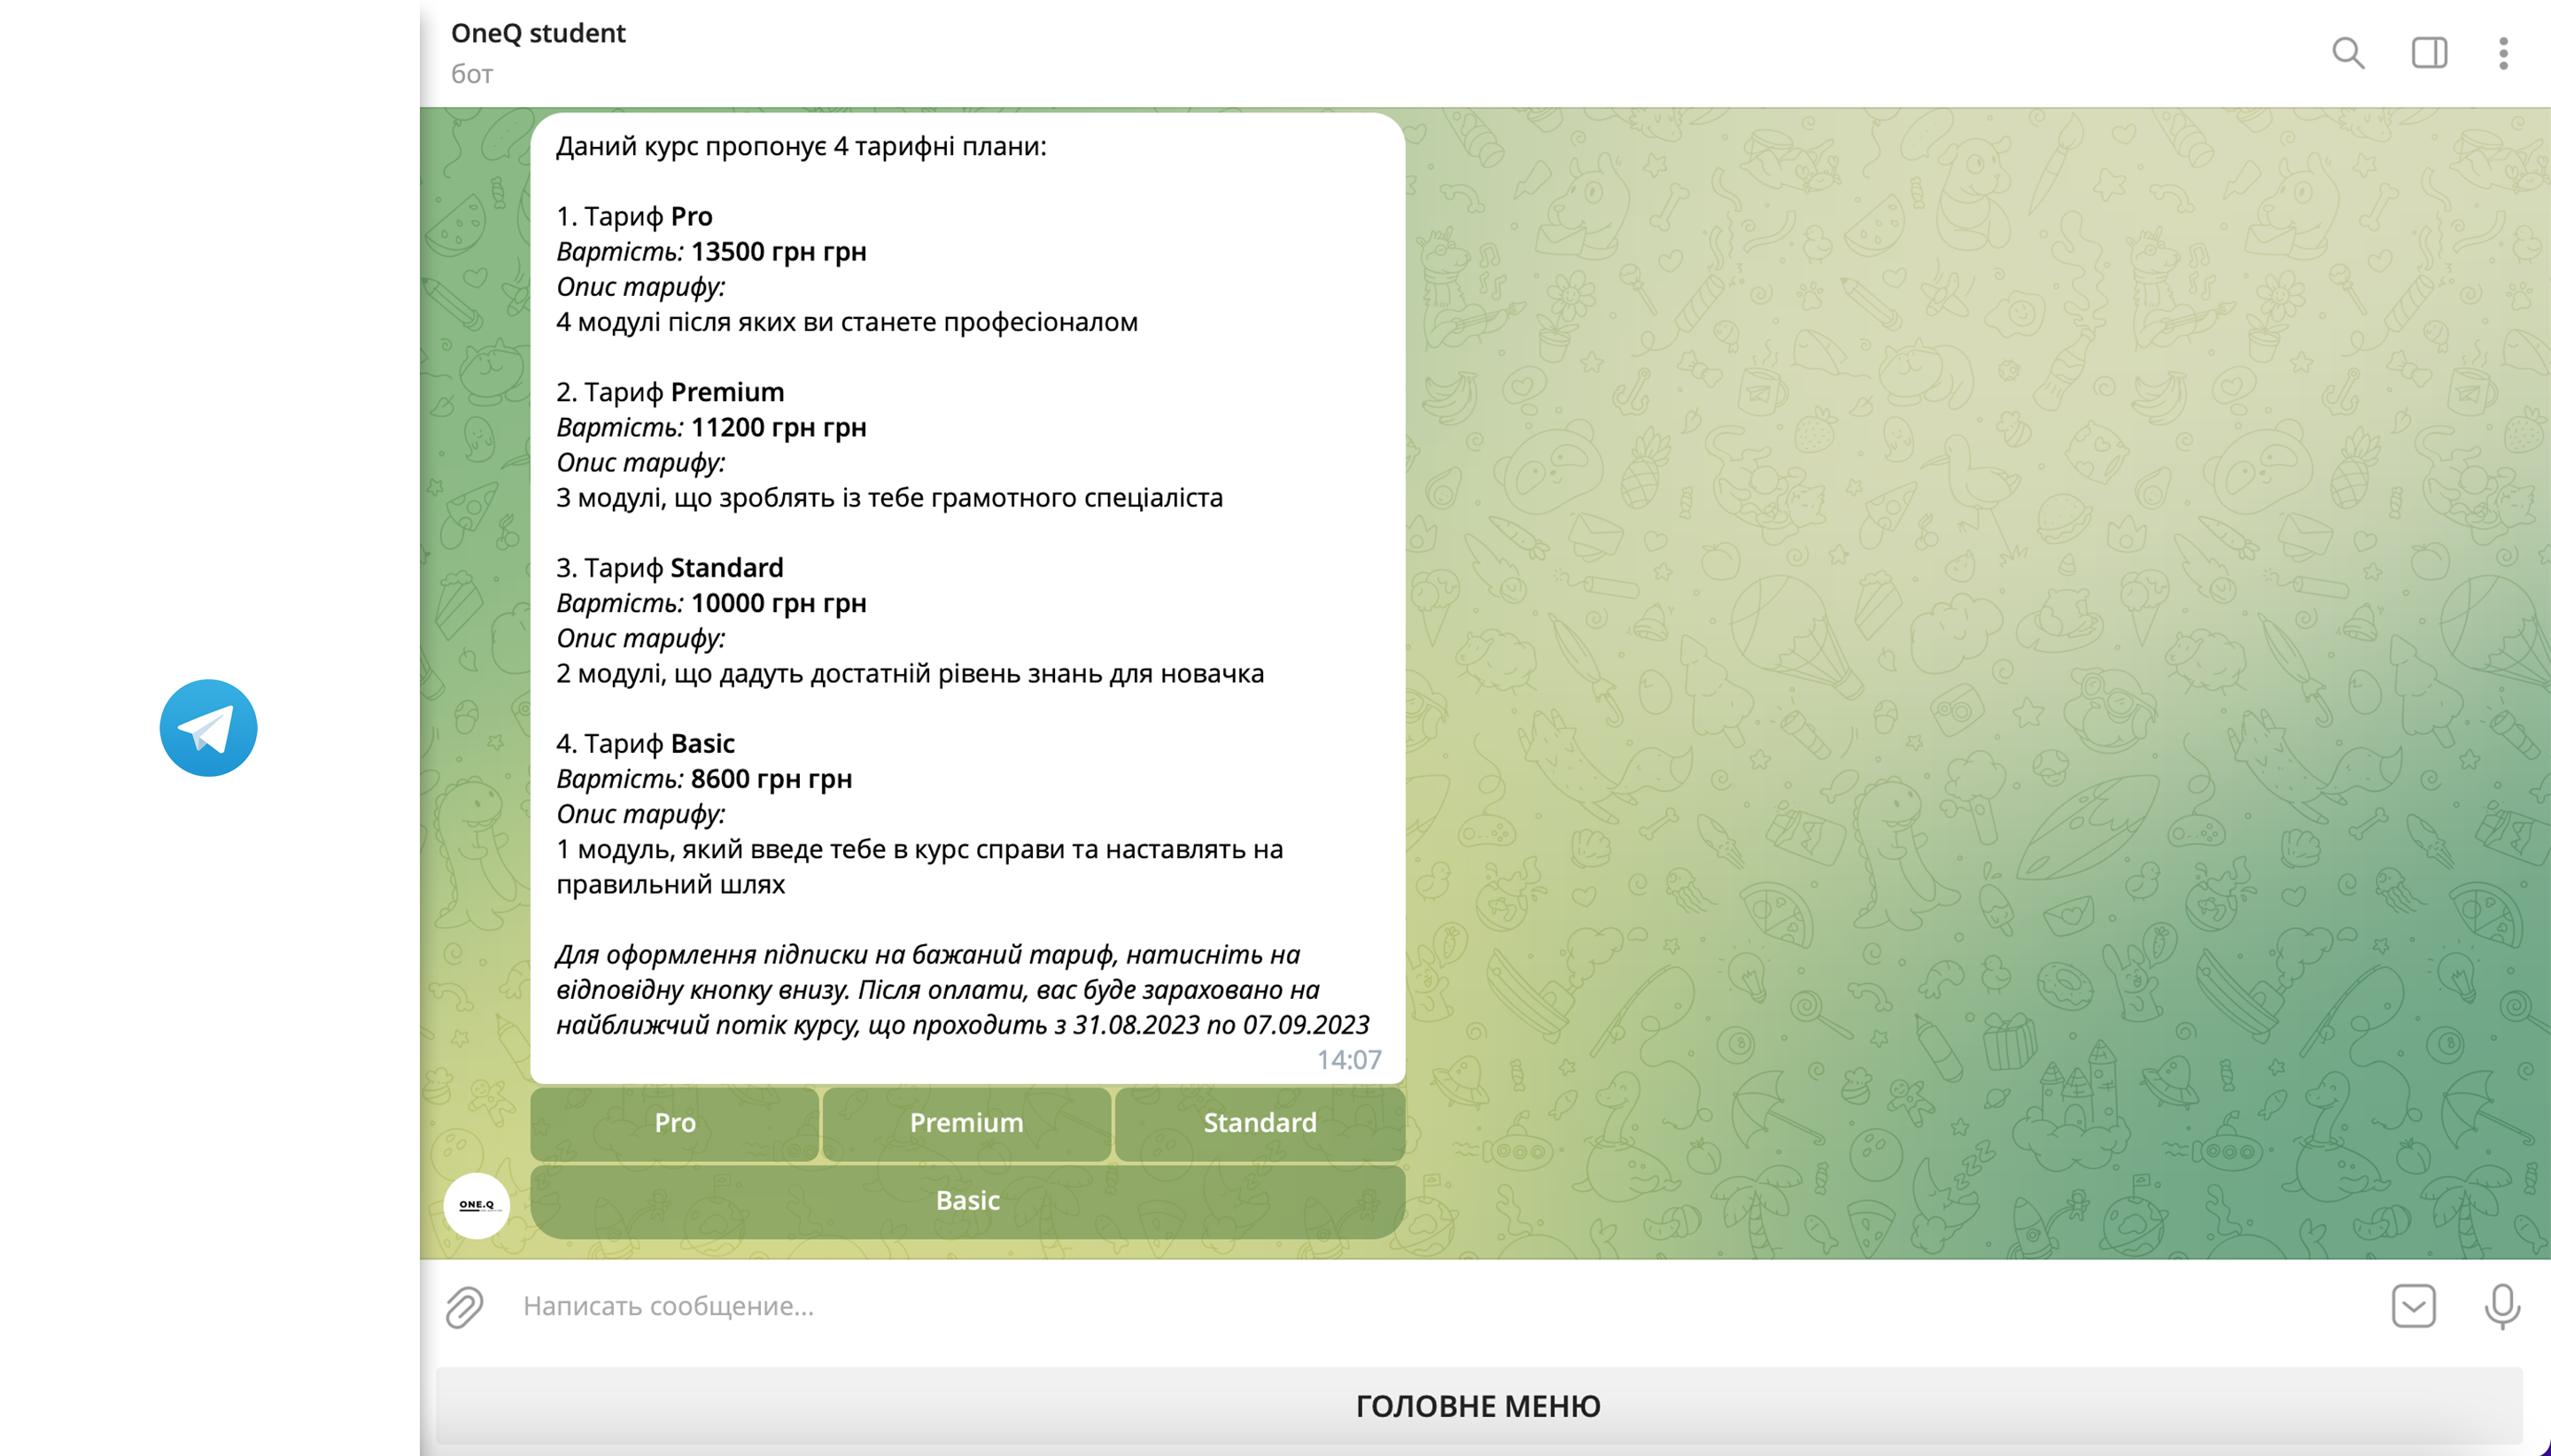 OneQ student
бот
Даний курс пропонує 4 тарифні плани:
1. Тариф Pro
Вартість: 13500 грн грн
Опис тарифу:
4 модулі після яких ви станете професіоналом
2. Тариф Premium
Вартість: 11200 грн грн
Опис тарифу:
3 модулі, що зроблять із тебе грамотного спеціаліста
3. Тариф Standard
Вартість: 10000 грн грн
Опис тарифу:
2 модулі, що дадуть достатній рівень знань для новачка
4. Тариф Basic
Вартість: 8600 грн грн
Опис тарифу:
1 модуль, який введе тебе в курс справи та наставлять на
правильний шлях
Для оформлення підписки на бажаний тариф, натисніть на
відповідну кнопку внизу. Після оплати, вас буде зараховано на
найближчий потік курсу, що проходить з 31.08.2023 по 07.09.2023
14:07
Pro Premium Standard
Basic
ONE.Q
Написать сообщение...
ГОЛОВНЕ МЕНЮ